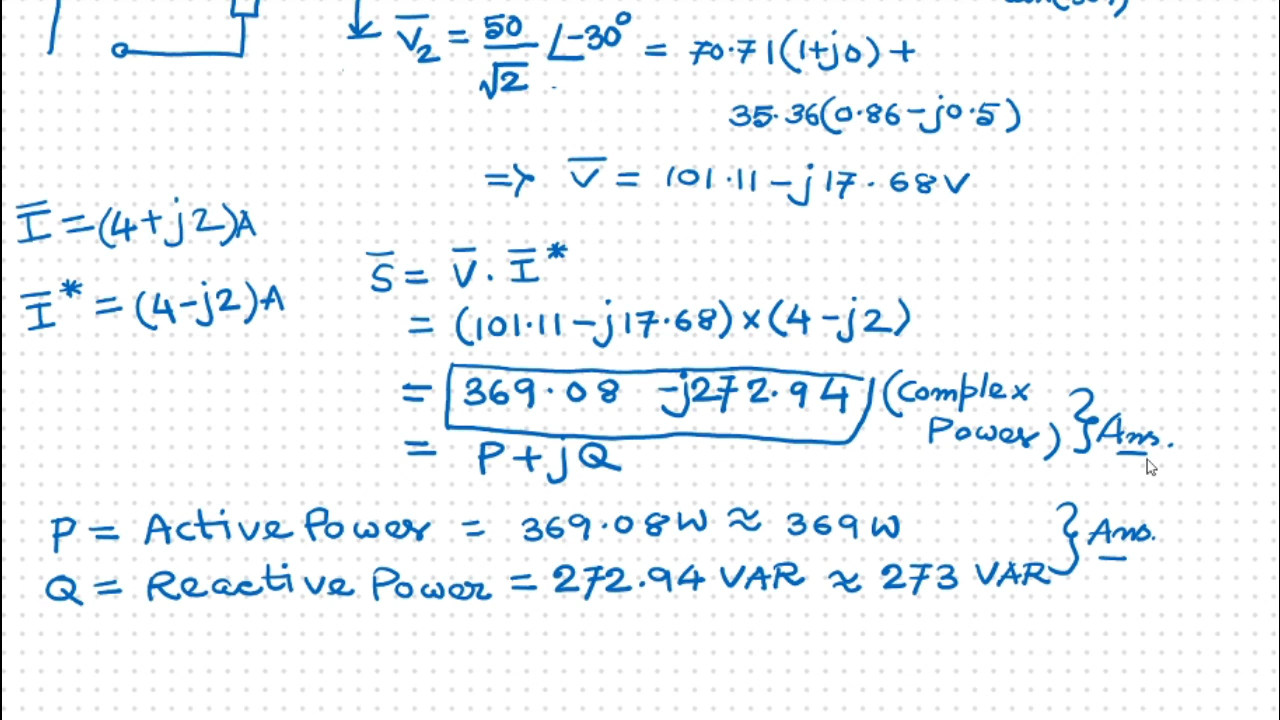 V̅₂ = 50/√2 ∠-30° = 70.71(1+j0) +
35.36(0.86-j0.5)
=> V̅ = 101.11-j17.68V
I̅ = (4+j2)A
I̅* = (4-j2)A
S̅ = V̅ . I̅*
= (101.11-j17.68)×(4-j2)
= 369.08 -j272.94 (Complex Power) } Ans.
= P+jQ
P = Active Power = 369.08W ≈ 369W
Q = Reactive Power = 272.94 VAR ≈ 273 VAR } Ans.